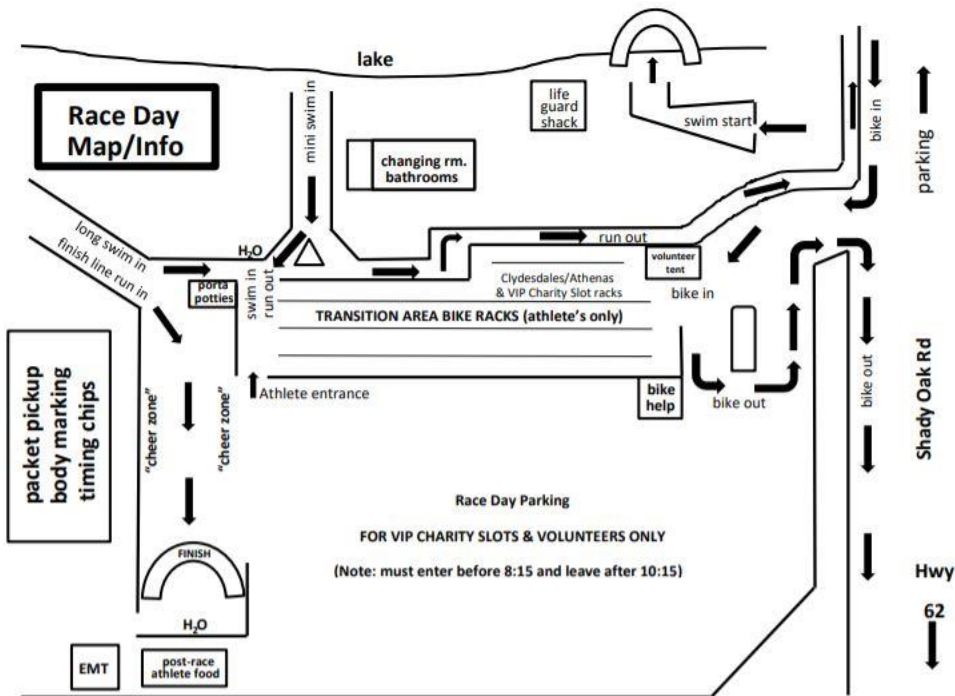 lake
Race Day
Map/Info
life
guard
shack
swim start
bike in
parking
mini swim in
changing rm.
bathrooms
long swim in
finish line run in
H₂O
porta
potties
swim in
run out
run out
volunteer
tent
Clydesdales/Athenas
& VIP Charity Slot racks
bike in
TRANSITION AREA BIKE RACKS (athlete's only)
Athlete entrance
bike
help
bike out
bike out
Shady Oak Rd
packet pickup
body marking
timing chips
"cheer zone"
"cheer zone"
Race Day Parking
FOR VIP CHARITY SLOTS & VOLUNTEERS ONLY
(Note: must enter before 8:15 and leave after 10:15)
FINISH
Hwy
62
H₂O
EMT
post-race
athlete food